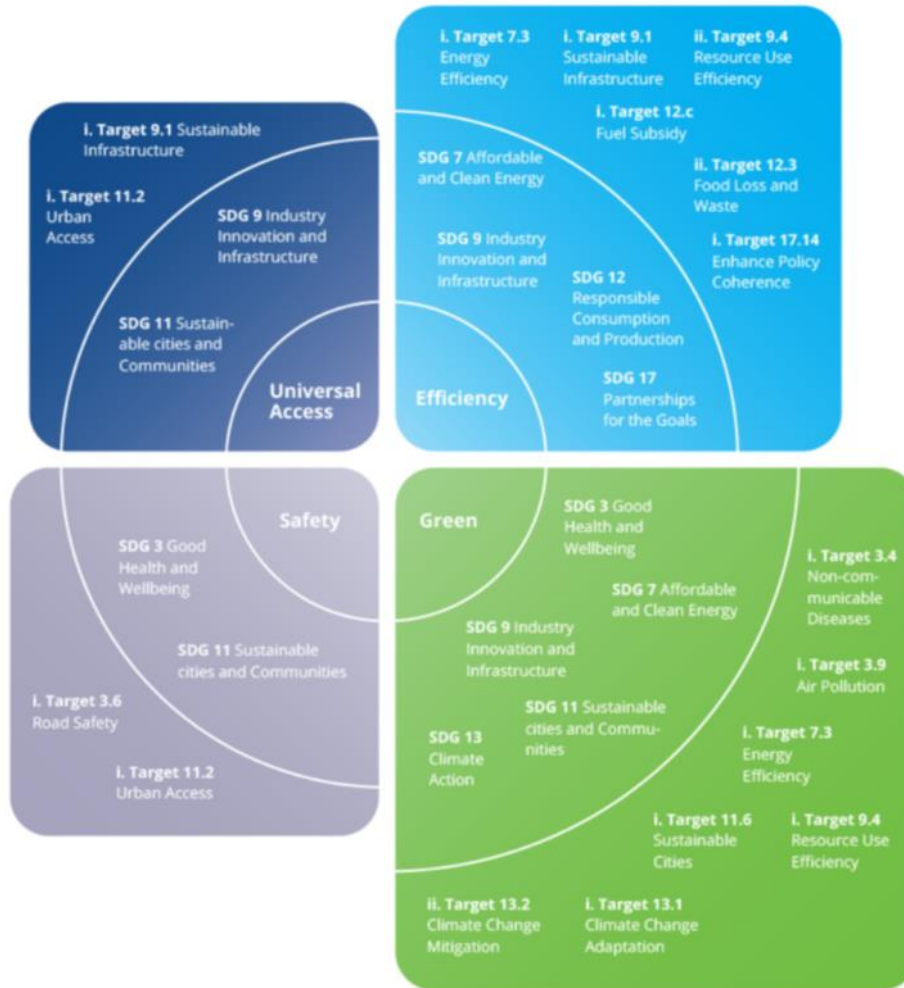 i. Target 9.1 Sustainable
Infrastructure
i. Target 11.2
Urban
Access
SDG 9 Industry
Innovation and
Infrastructure
SDG 11 Sustain-
able cities and
Communities
Universal
Access
i. Target 7.3
Energy
Efficiency
i. Target 9.1
Sustainable
Infrastructure
ii. Target 9.4
Resource Use
Efficiency
i. Target 12.c
Fuel Subsidy
SDG 7 Affordable
and Clean Energy
ii. Target 12.3
Food Loss and
Waste
SDG 9 Industry
Innovation and
Infrastructure
i. Target 17.14
Enhance Policy
Coherence
SDG 12
Responsible
Consumption
and Production
SDG 17
Partnerships
for the Goals
Efficiency
Safety
SDG 3 Good
Health and
Wellbeing
SDG 11 Sustainable
cities and Communities
i. Target 3.6
Road Safety
i. Target 11.2
Urban Access
Green
SDG 3 Good
Health and
Wellbeing
SDG 7 Affordable
and Clean Energy
SDG 9 Industry
Innovation and
Infrastructure
SDG 11 Sustainable
cities and Commu-
nities
SDG 13
Climate
Action
i. Target 3.4
Non-com-
municable
Diseases
i. Target 3.9
Air Pollution
i. Target 7.3
Energy
Efficiency
i. Target 11.6
Sustainable
Cities
i. Target 9.4
Resource Use
Efficiency
ii. Target 13.2
Climate Change
Mitigation
i. Target 13.1
Climate Change
Adaptation